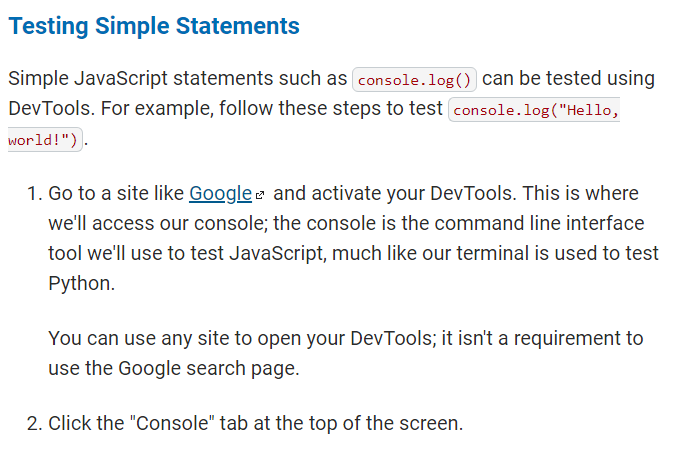 Testing Simple Statements
Simple JavaScript statements such as console.log() can be tested using
DevTools. For example, follow these steps to test console.log("Hello,
world!").
1. Go to a site like Google and activate your DevTools. This is where
we'll access our console; the console is the command line interface
tool we'll use to test JavaScript, much like our terminal is used to test
Python.
You can use any site to open your DevTools; it isn't a requirement to
use the Google search page.
2. Click the "Console" tab at the top of the screen.